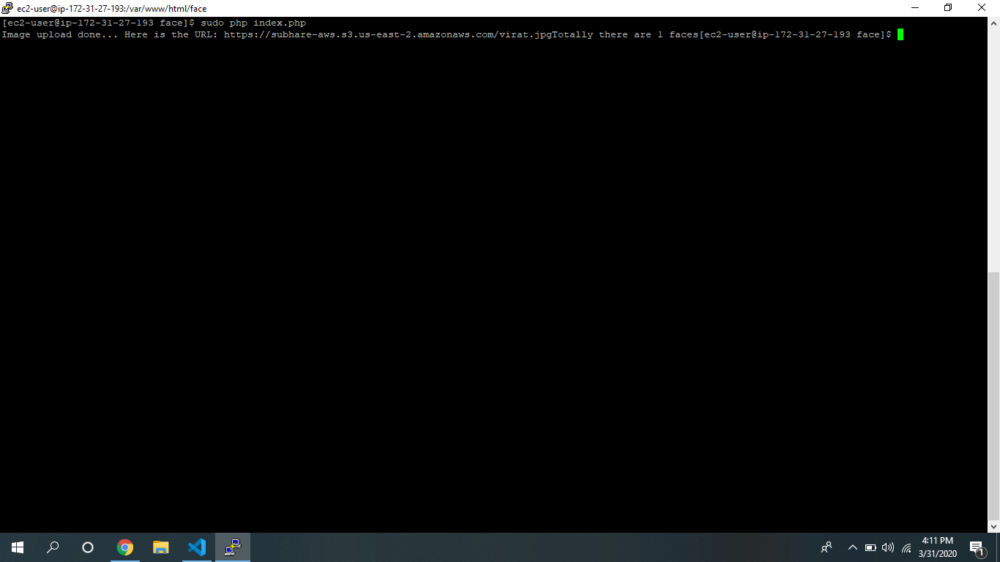 ec2-user@ip-172-31-27-193:/var/www/html/face
[ec2-user@ip-172-31-27-193 face]$ sudo php index.php
Image upload done... Here is the URL: https://subhare-aws.s3.us-east-2.amazonaws.com/virat.jpgTotally there are 1 faces[ec2-user@ip-172-31-27-193 face]$
4:11 PM
3/31/2020
1